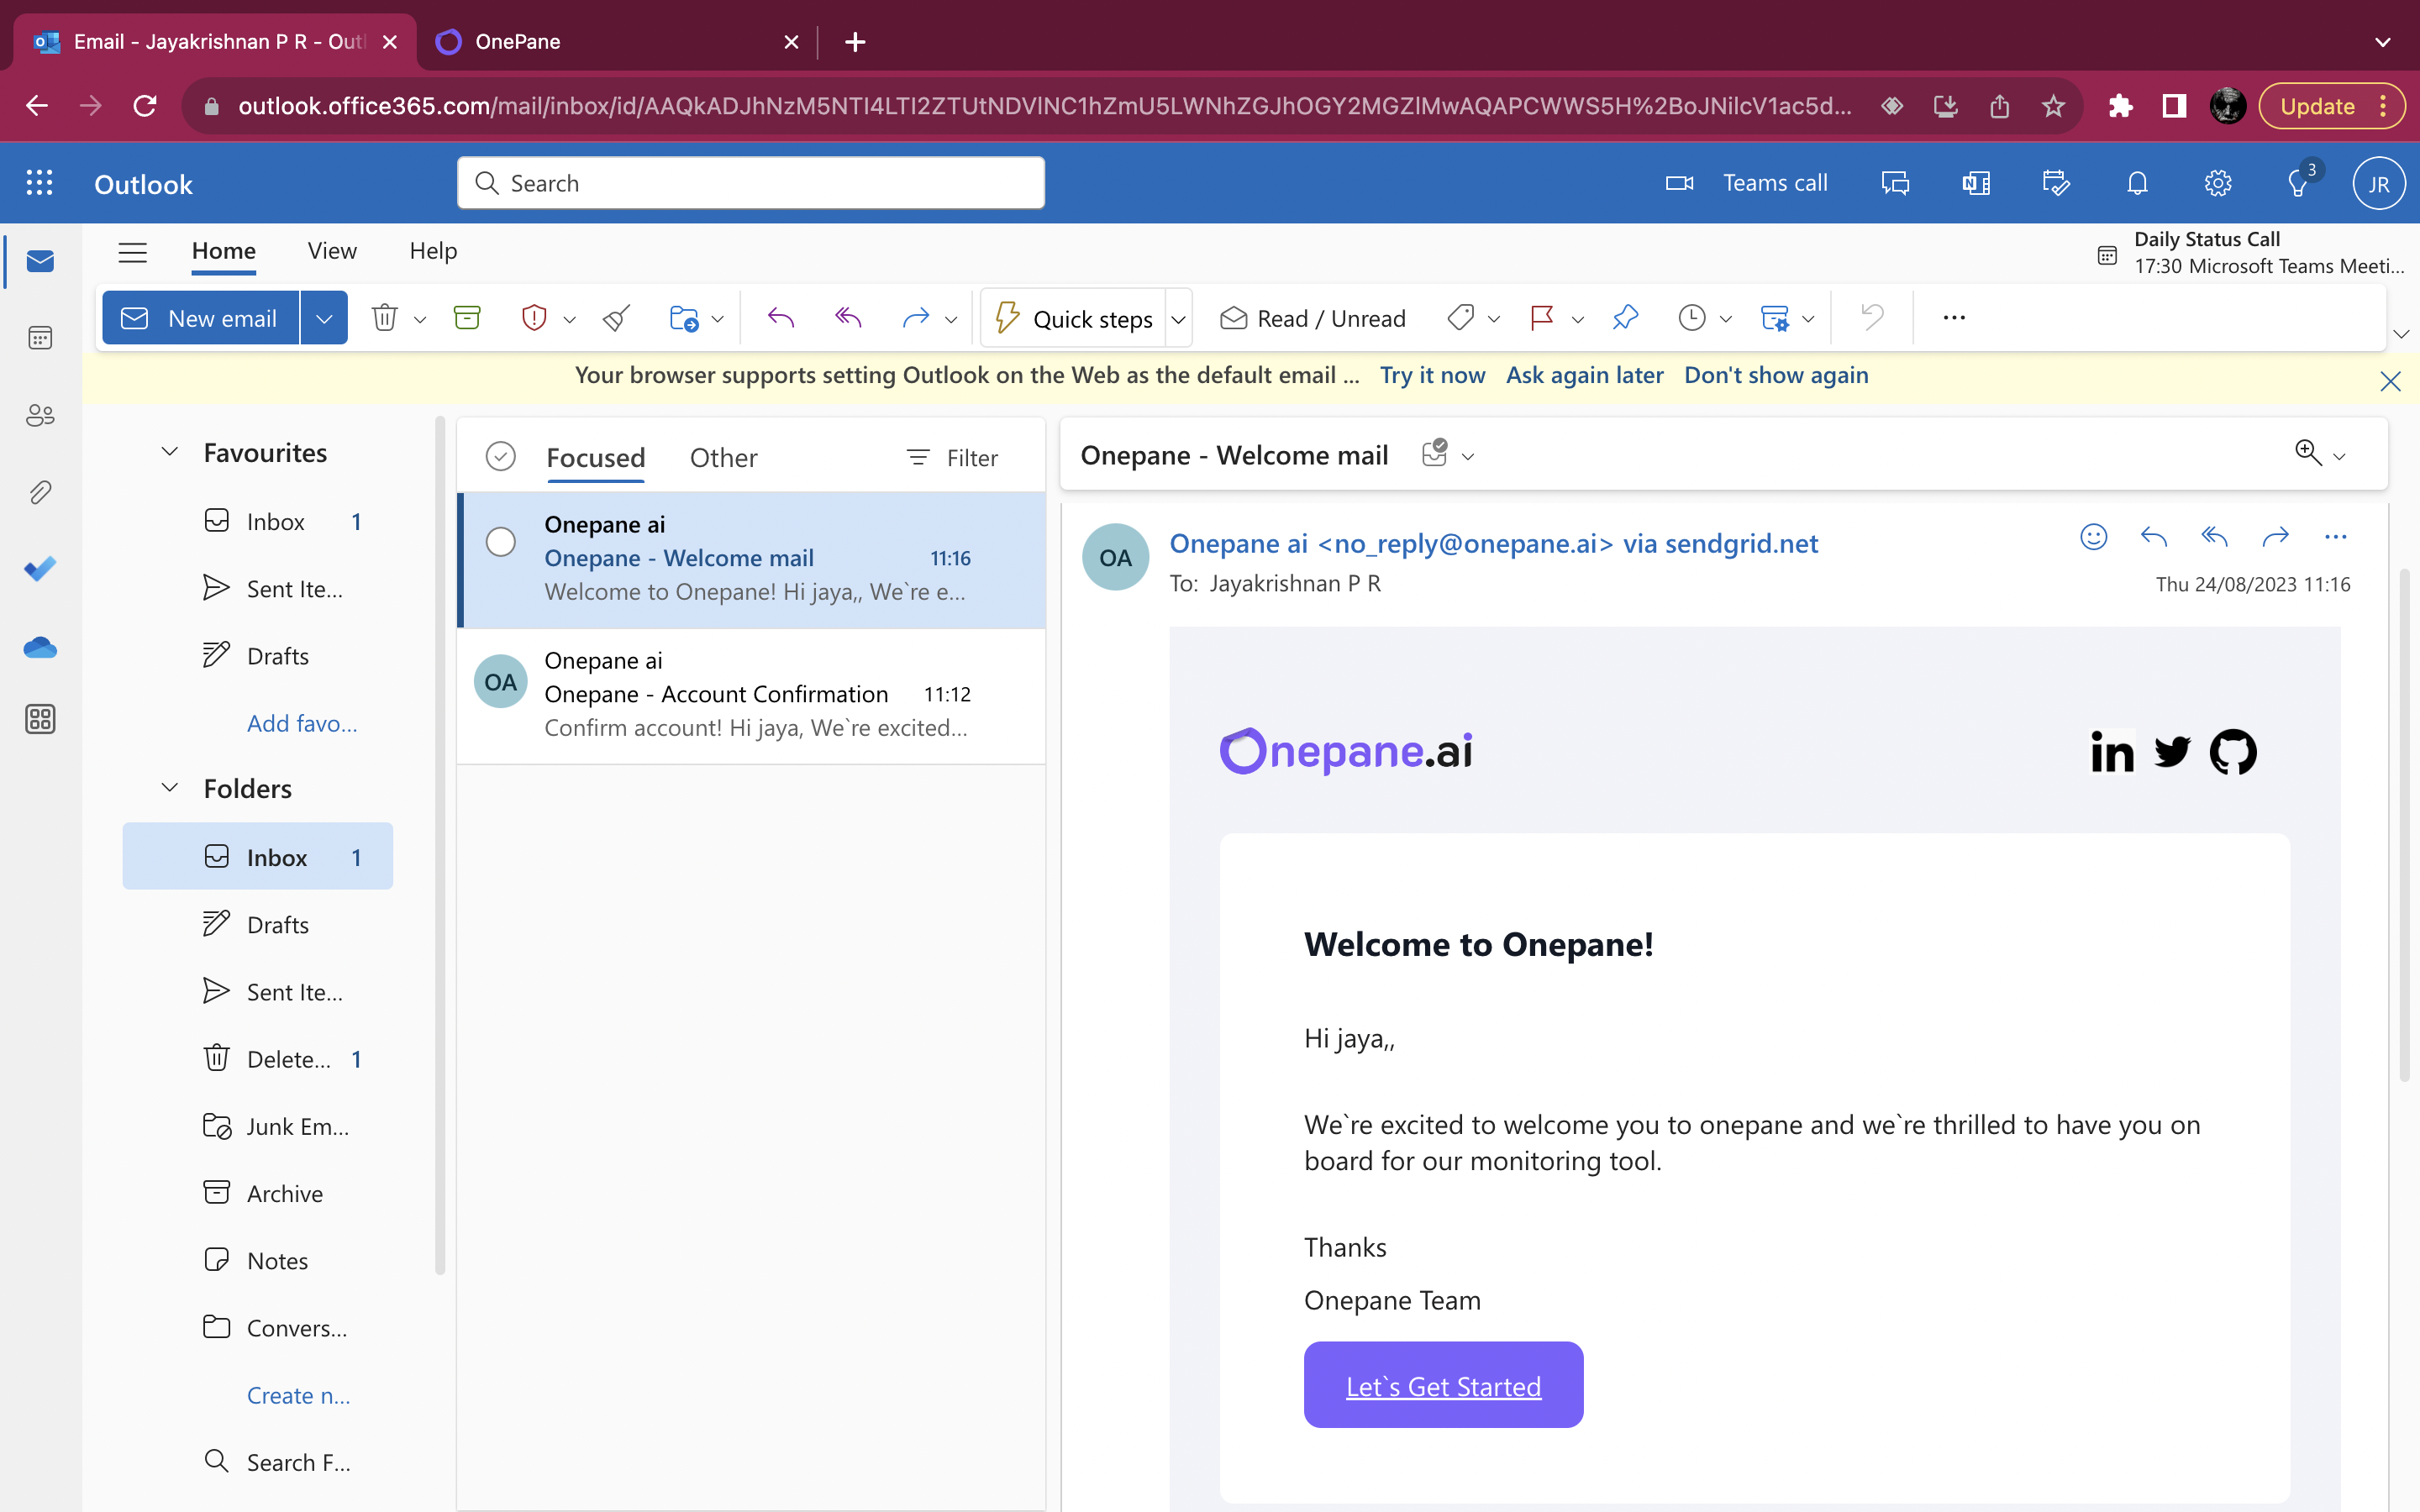 Email - Jayakrishnan P R - Out
OnePane
outlook.office365.com/mail/inbox/id/AAQkADJhNzM5NTI4LTI2ZTUtNDVlNC1hZmU5LWNhZGJhOGY2MGZlMwAQAPCWWS5H%2BoJNilcV1ac5d...
Update
Outlook
Search
Teams call
3
JR
Home View Help
Daily Status Call
17:30 Microsoft Teams Meeti...
New email
Quick steps
Read / Unread
Your browser supports setting Outlook on the Web as the default email ... Try it now Ask again later Don't show again
Favourites
Inbox 1
Sent Ite...
Drafts
Add favo...
Folders
Inbox 1
Drafts
Sent Ite...
Delete... 1
Junk Em...
Archive
Notes
Convers...
Create n...
Search F...
Focused Other Filter
Onepane ai
Onepane - Welcome mail 11:16
Welcome to Onepane! Hi jaya,, We`re e...
OA
Onepane ai
Onepane - Account Confirmation 11:12
Confirm account! Hi jaya, We`re excited...
Onepane - Welcome mail
OA
Onepane ai <no_reply@onepane.ai> via sendgrid.net
To: Jayakrishnan P R
Thu 24/08/2023 11:16
Onepane.ai
in
Welcome to Onepane!
Hi jaya,,
We`re excited to welcome you to onepane and we`re thrilled to have you on
board for our monitoring tool.
Thanks
Onepane Team
Let`s Get Started